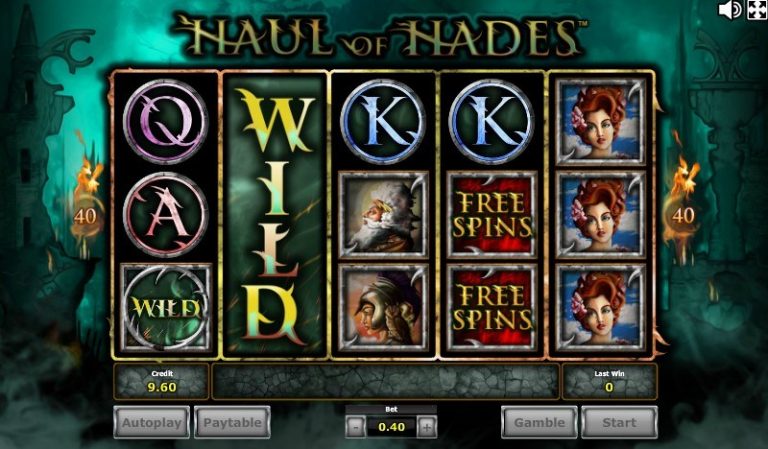 HAUL OF HADES™
Q
WILD
K
K
A
FREE
SPINS
40
40
WILD
FREE
SPINS
Credit
9.60
Last Win
0
Autoplay
Paytable
Bet
-
0.40
+
Gamble
Start